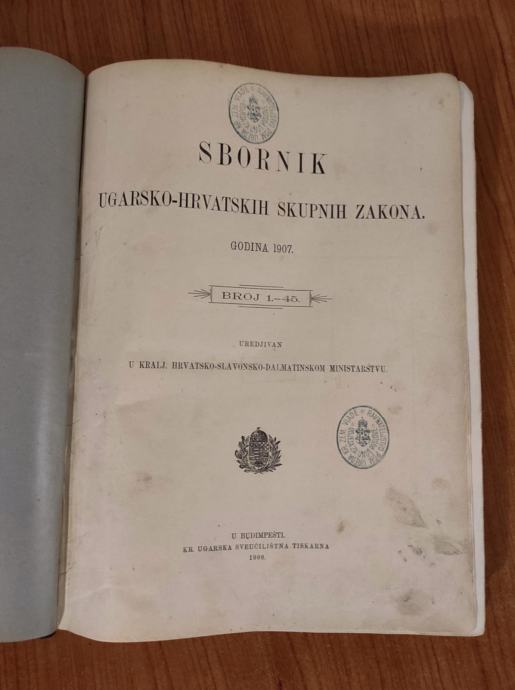 SBORNIK
UGARSKO-HRVATSKIH SKUPNIH ZAKONA.
GODINA 1907.
BROJ 1.—45.
UREDJIVAN
U KRALJ. HRVATSKO-SLAVONSKO-DALMATINSKOM MINISTARSTVU.
U BUDIMPEŠTI.
KR. UGARSKA SVEUČILIŠTNA TISKARNA
1908.